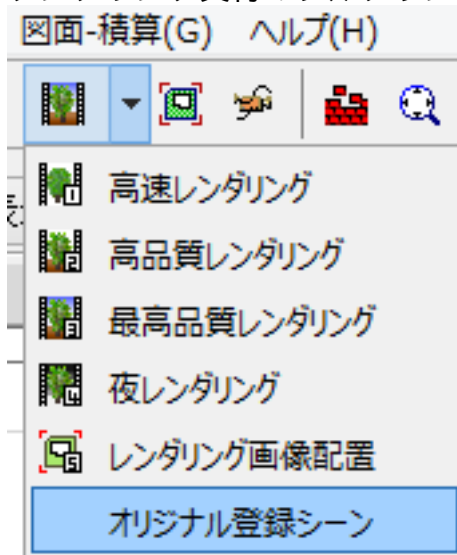 図面-積算(G) ヘルプ(H)
高速レンダリング
高品質レンダリング
最高品質レンダリング
夜レンダリング
レンダリング画像配置
オリジナル登録シーン